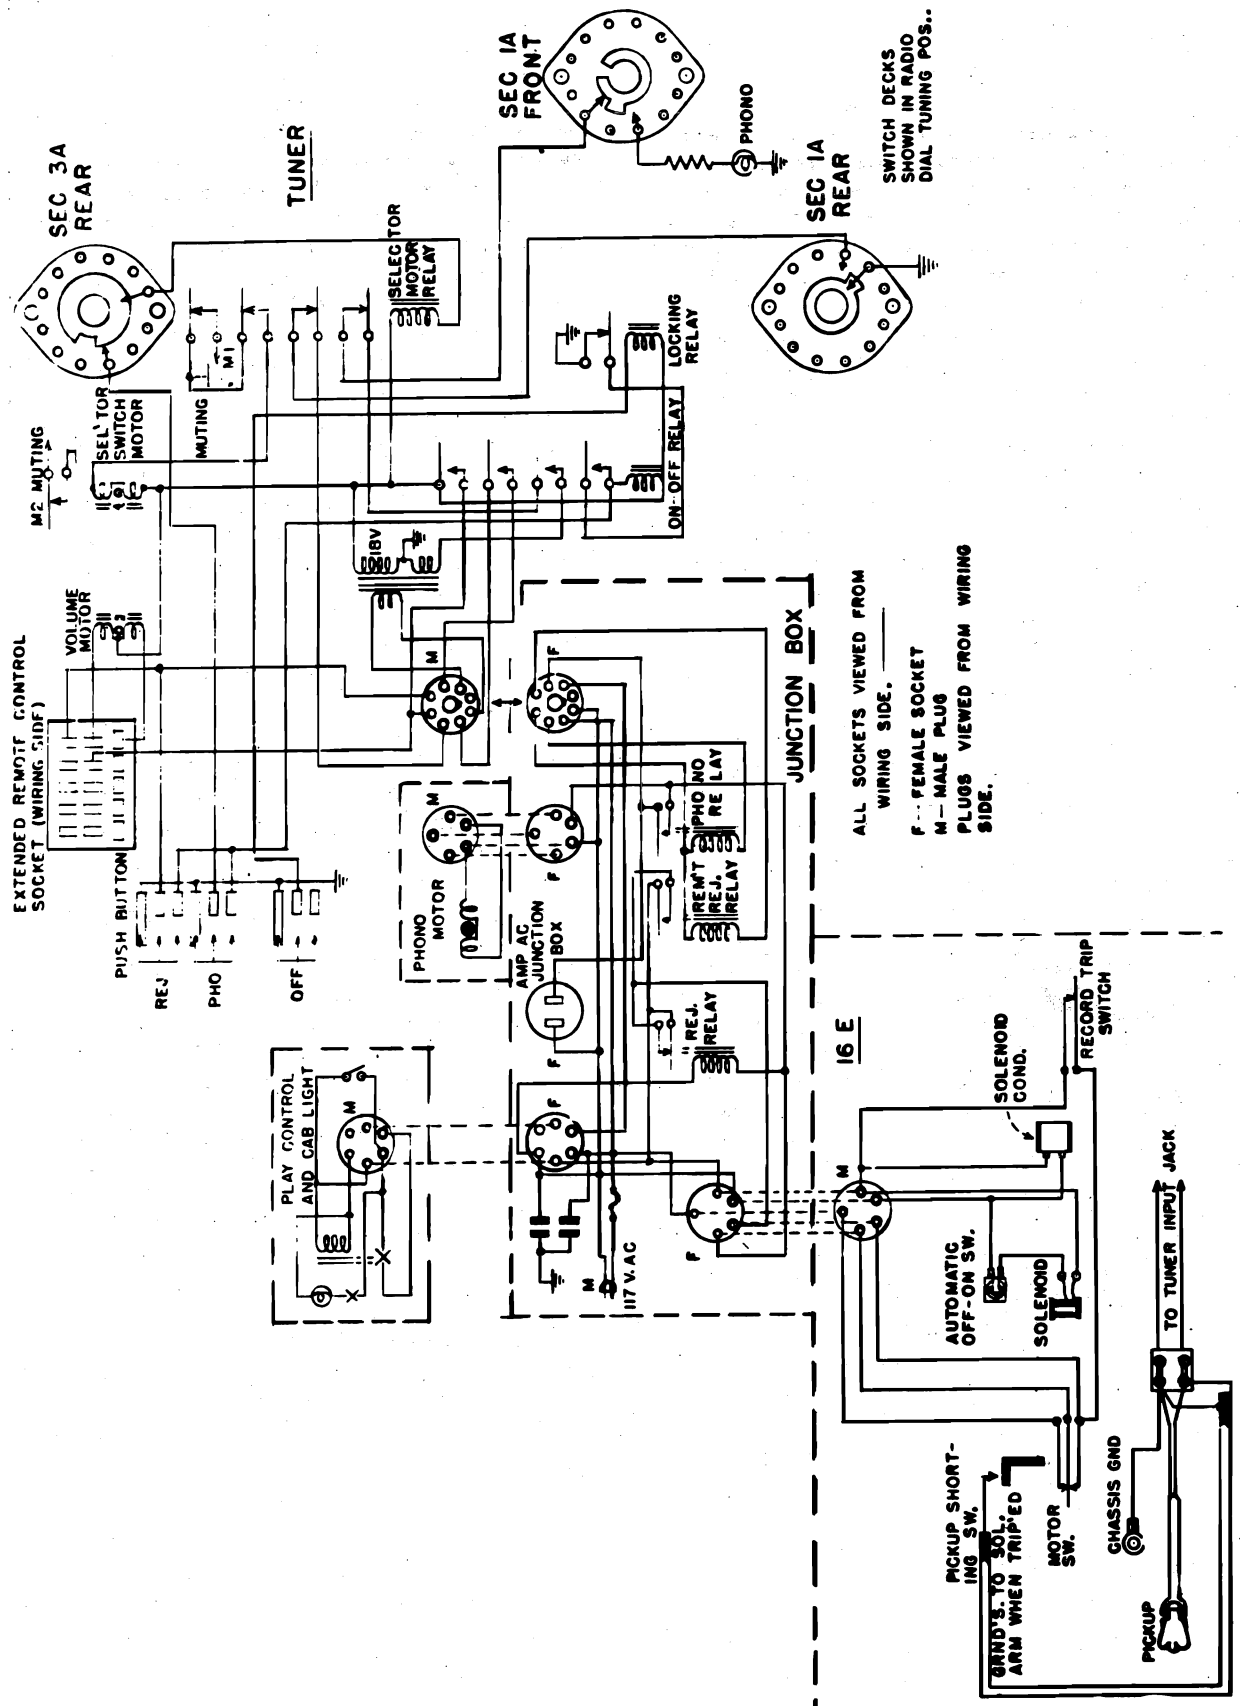 SEC 3A
REAR
TUNER
SEC 1A
FRONT
PHONO
SEC 1A
REAR
SWITCH DECKS
SHOWN IN RADIO
DIAL TUNING POS..
SELECTOR
MOTOR
RELAY
LOCKING
RELAY
M1
MUTING
SEL'TOR
SWITCH
MOTOR
M2 MUTING
ON-OFF RELAY
18V
VOLUME
MOTOR
EXTENDED REMOTE CONTROL
SOCKET (WIRING SIDE)
PUSH BUTTON
REJ
PHO
OFF
M
F
JUNCTION BOX
PHONO
MOTOR
M
F
AMP AC
JUNCTION
BOX
F
PHONO
RELAY
REM'T
REJ.
RELAY
REJ.
RELAY
PLAY CONTROL
AND CAB LIGHT
M
F
F
M
117 V. AC
ALL SOCKETS VIEWED FROM
WIRING SIDE.
F-- FEMALE SOCKET
M-- MALE PLUG
PLUGS VIEWED FROM WIRING
SIDE.
16 E
M
SOLENOID
COND.
RECORD TRIP
SWITCH
AUTOMATIC
OFF-ON SW.
SOLENOID
TO TUNER INPUT JACK
PICKUP SHORT-
ING SW.
GRND'S. TO SOL.
ARM WHEN TRIP'ED
MOTOR
SW.
CHASSIS GND
PICKUP